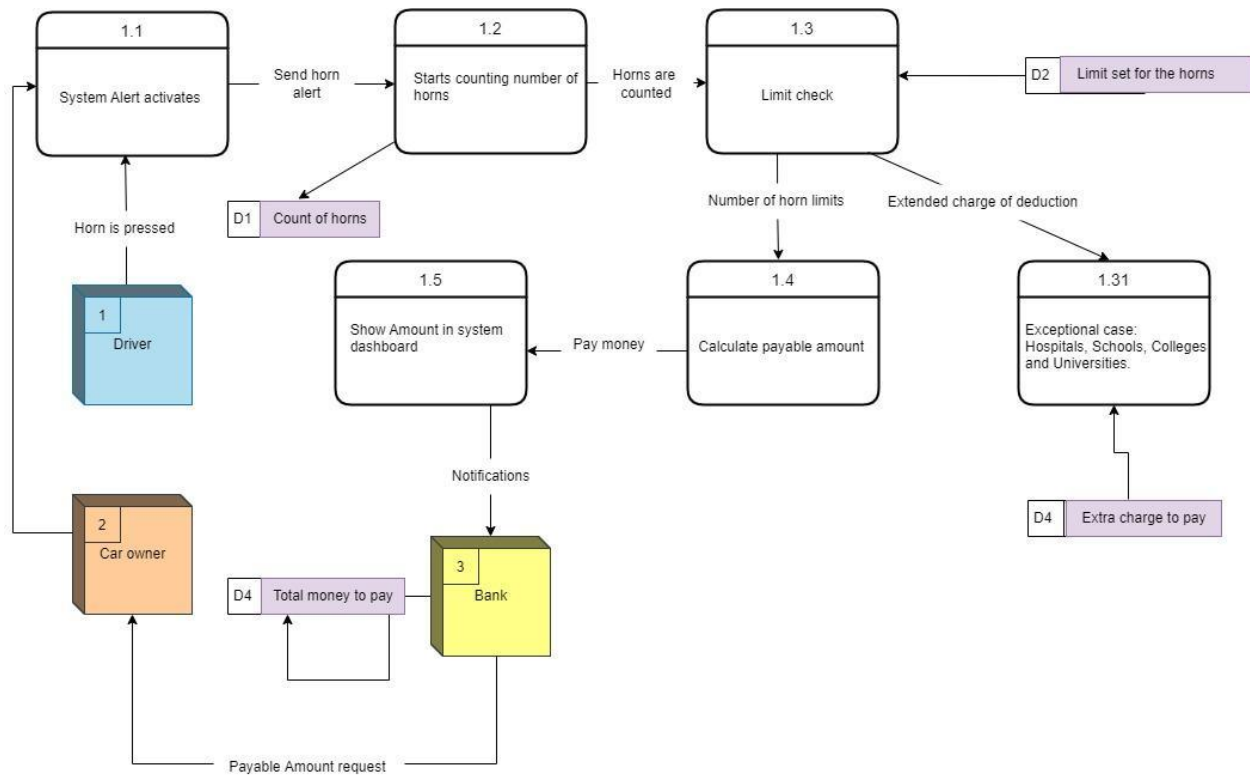 1.1
System Alert activates
Send horn
alert
1.2
Starts counting number of
horns
Horns are
counted
1.3
Limit check
D2
Limit set for the horns
Horn is pressed
D1
Count of horns
Number of horn limits
Extended charge of deduction
1
Driver
1.5
Show Amount in system
dashboard
Pay money
1.4
Calculate payable amount
1.31
Exceptional case:
Hospitals, Schools, Colleges
and Universities.
Notifications
2
Car owner
D4
Total money to pay
3
Bank
D4
Extra charge to pay
Payable Amount request